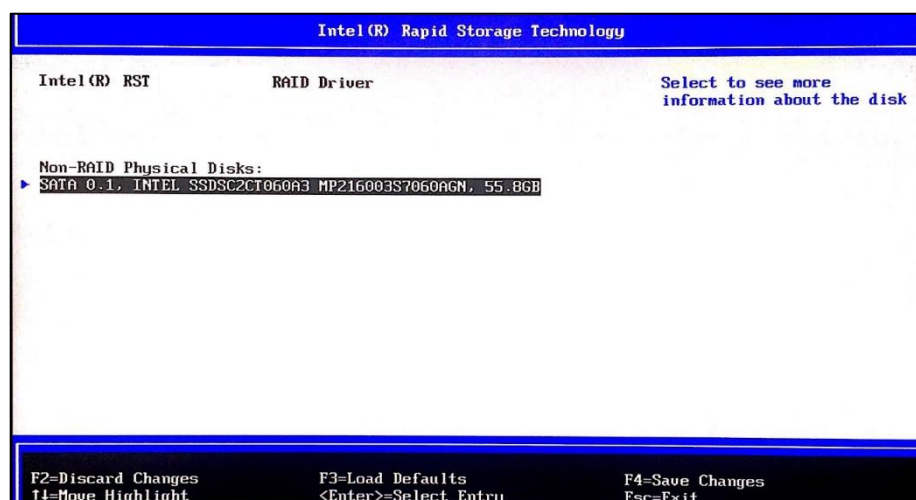 Intel(R) Rapid Storage Technology
Intel(R) RST RAID Driver
Select to see more
information about the disk
Non-RAID Physical Disks:
SATA 0.1, INTEL SSDSC2CT060A3 MP216003S7060AGN, 55.8GB
F2=Discard Changes F3=Load Defaults F4=Save Changes
↑↓=Move Highlight <Enter>=Select Entry Esc=Exit